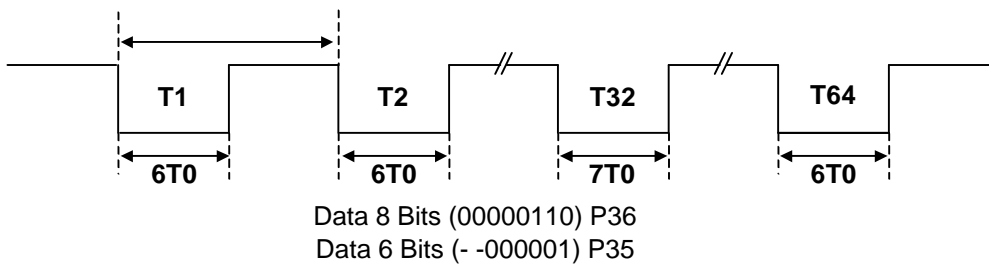 T1 T2 T32 T64
6T0 6T0 7T0 6T0
Data 8 Bits (00000110) P36
Data 6 Bits (- -000001) P35